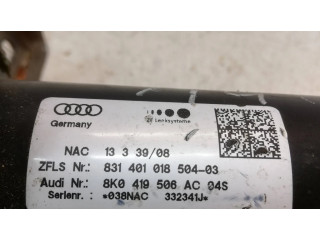 Lenksysteme
Germany
NAC 13 3 39/08
ZFLS Nr.: 831 401 018 504-03
Audi Nr.: 8K0 419 506 AC 04S
Serienr.: *038NAC 332341J*